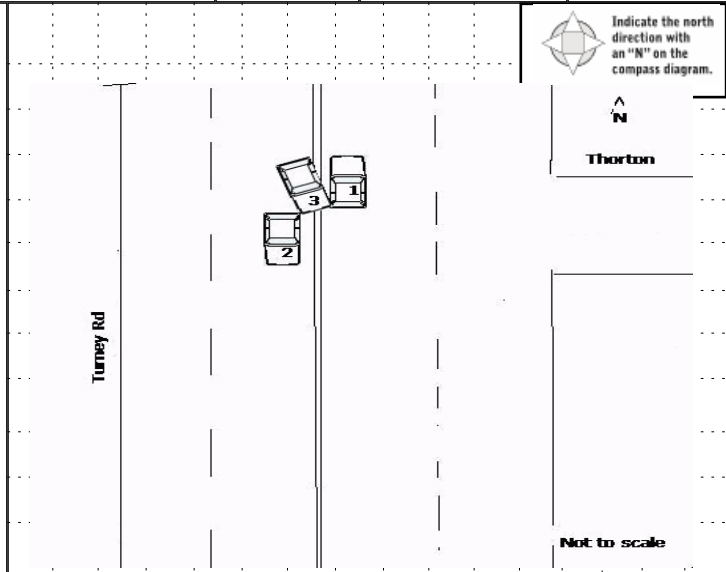 Indicate the north
direction with
an “N” on the
compass diagram.
N
Thorton
1
3
2
Turney Rd
Not to scale